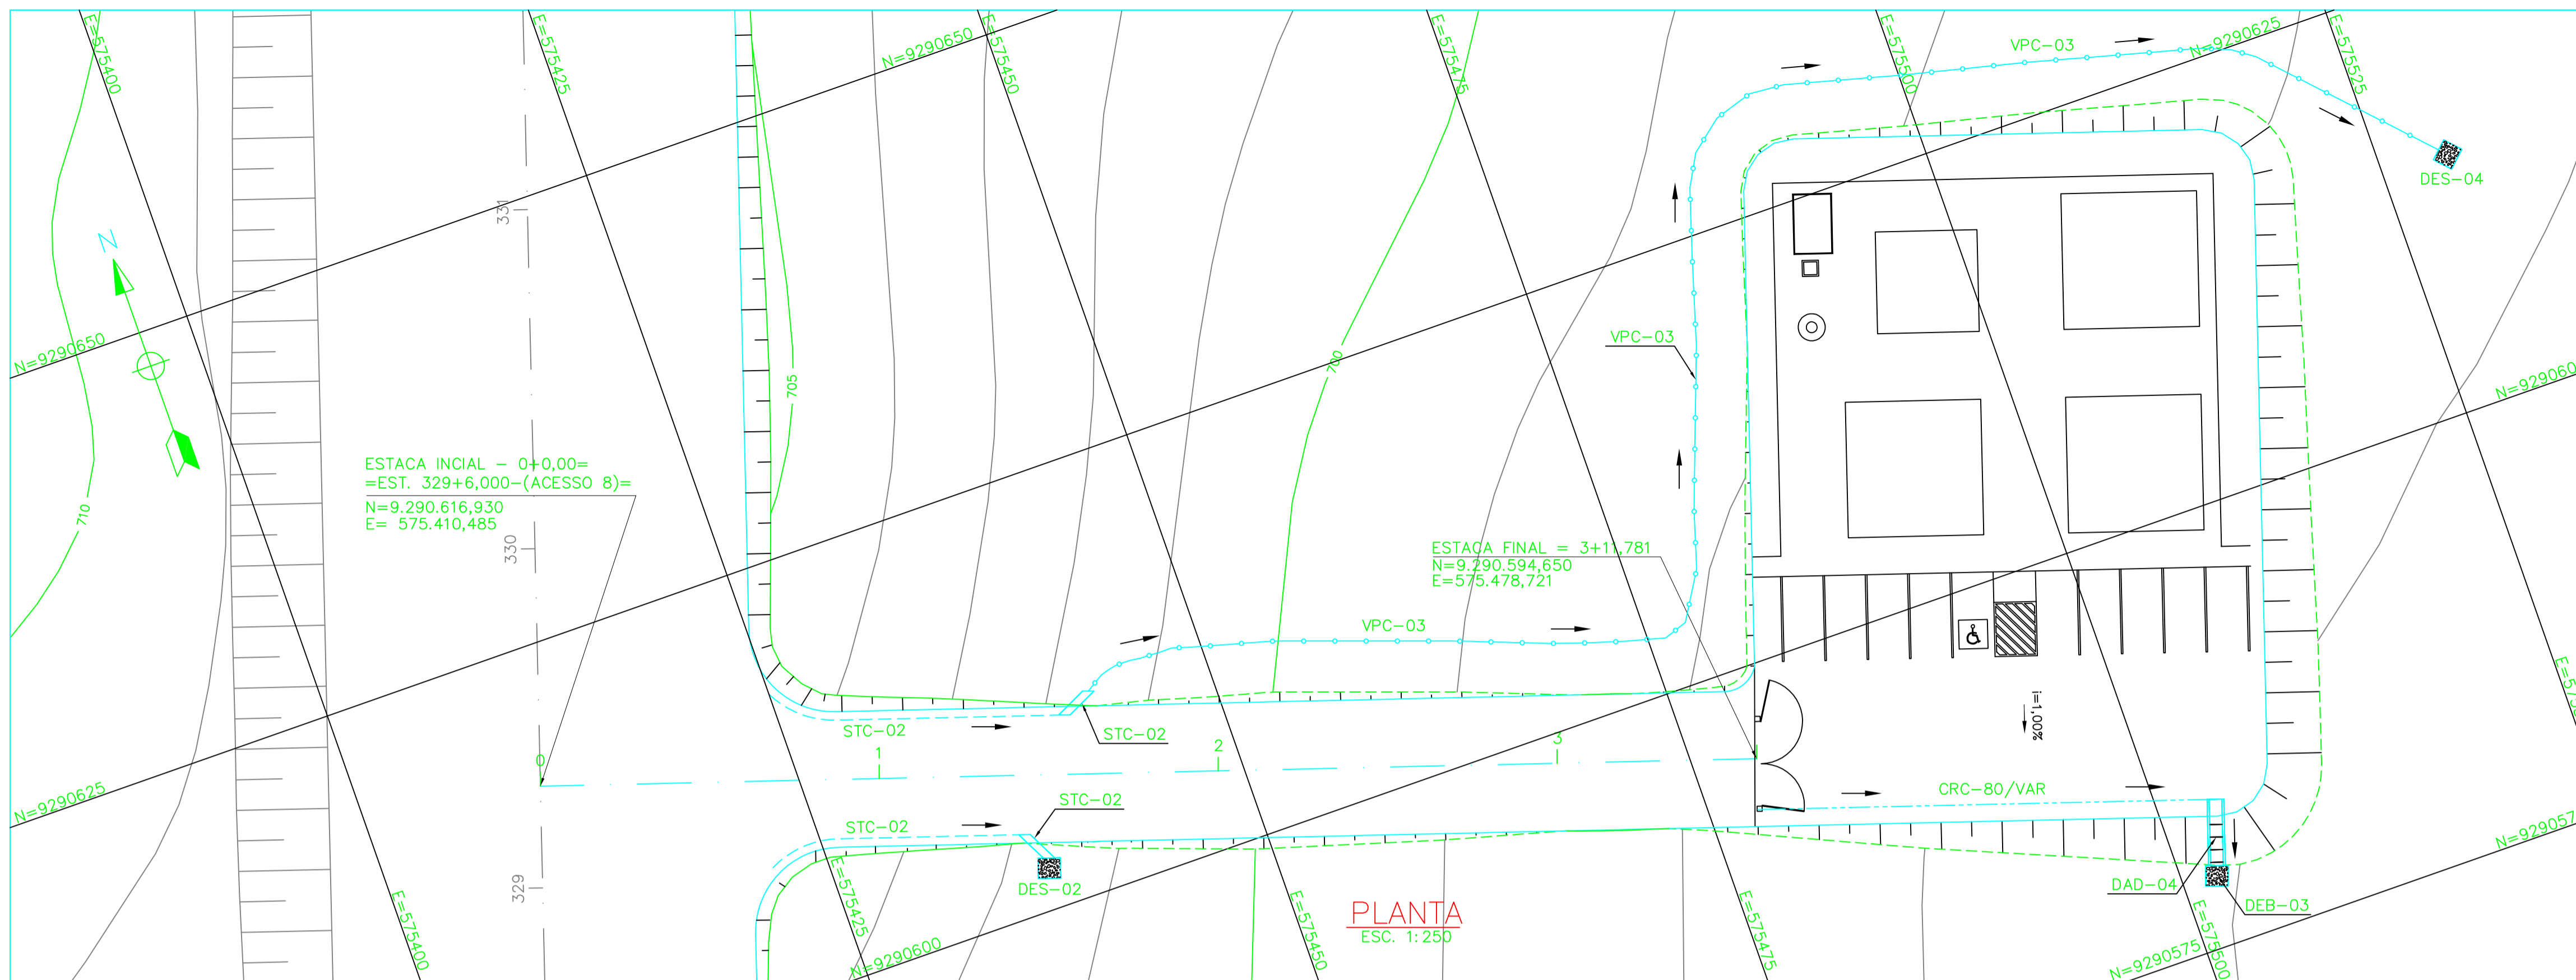 E=575400
E=575425
E=575450
E=575475
E=575500
E=575525
N=9290650
VPC-03
N=9290625
DES-04
331
N
N=9290650
710
705
700
VPC-03
ESTACA INCIAL - 0+0,00=
=EST. 329+6,000-(ACESSO 8)=
N=9.290.616,930
E= 575.410,485
330
ESTACA FINAL = 3+11,781
N=9.290.594,650
E=575.478,721
VPC-03
i=1,00%
STC-02
STC-02
0
1
2
3
N=9290625
STC-02
STC-02
CRC-80/VAR
329
DES-02
DAD-04
DEB-03
PLANTA
ESC. 1:250
E=575400
E=575425
N=9290600
E=575450
E=575475
E=575500
N=9290575